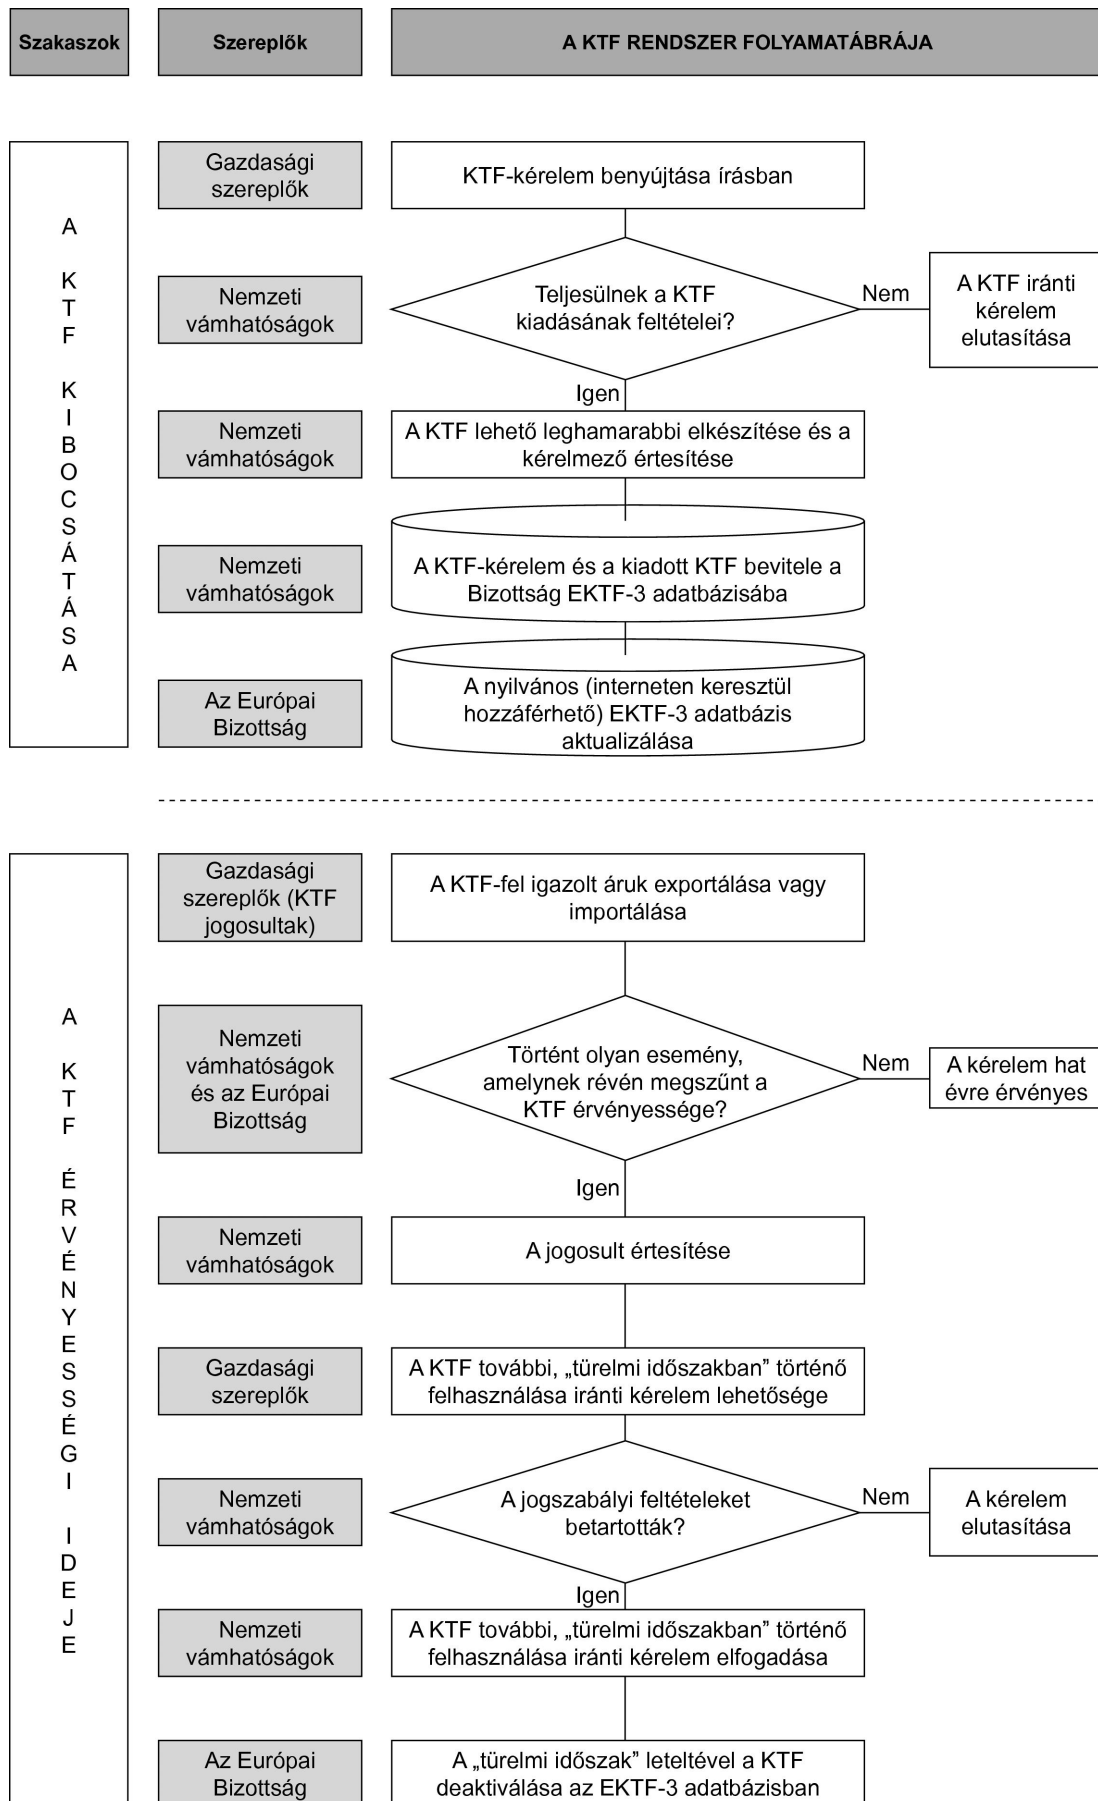 Szakaszok
Szereplők
A KTF RENDSZER FOLYAMATÁBRÁJA
A KTF KIBOCSÁTÁSA
Gazdasági
szereplők
KTF-kérelem benyújtása írásban
Nemzeti
vámhatóságok
Teljesülnek a KTF
kiadásának feltételei?
Nem
A KTF iránti
kérelem
elutasítása
Igen
Nemzeti
vámhatóságok
A KTF lehető leghamarabbi elkészítése és a
kérelmező értesítése
Nemzeti
vámhatóságok
A KTF-kérelem és a kiadott KTF bevitele a
Bizottság EKTF-3 adatbázisába
Az Európai
Bizottság
A nyilvános (interneten keresztül
hozzáférhető) EKTF-3 adatbázis
aktualizálása
A KTF ÉRVÉNYESSÉGI IDEJE
Gazdasági
szereplők (KTF
jogosultak)
A KTF-fel igazolt áruk exportálása vagy
importálása
Nemzeti
vámhatóságok
és az Európai
Bizottság
Történt olyan esemény,
amelynek révén megszűnt a
KTF érvényessége?
Nem
A kérelem hat
évre érvényes
Igen
Nemzeti
vámhatóságok
A jogosult értesítése
Gazdasági
szereplők
A KTF további, „türelmi időszakban” történő
felhasználása iránti kérelem lehetősége
Nemzeti
vámhatóságok
A jogszabályi feltételeket
betartották?
Nem
A kérelem
elutasítása
Igen
Nemzeti
vámhatóságok
A KTF további, „türelmi időszakban” történő
felhasználása iránti kérelem elfogadása
Az Európai
Bizottság
A „türelmi időszak” leteltével a KTF
deaktiválása az EKTF-3 adatbázisban